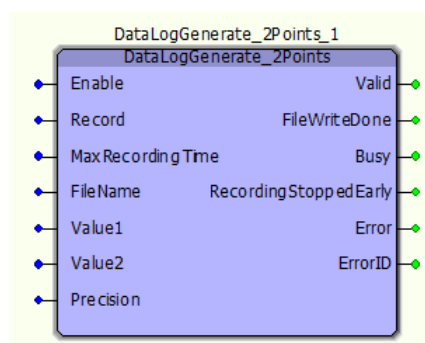 DataLogGenerate_2Points_1
DataLogGenerate_2Points
Enable Valid
Record FileWriteDone
MaxRecordingTime Busy
FileName RecordingStoppedEarly
Value1 Error
Value2 ErrorID
Precision